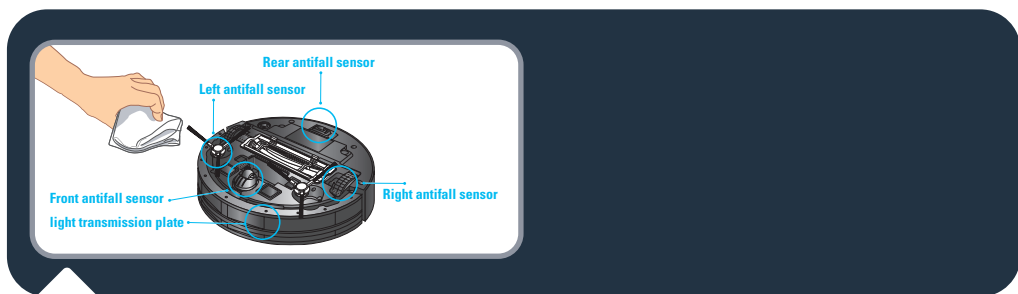 Rear antifall sensor
Left antifall sensor
Front antifall sensor
Right antifall sensor
light transmission plate